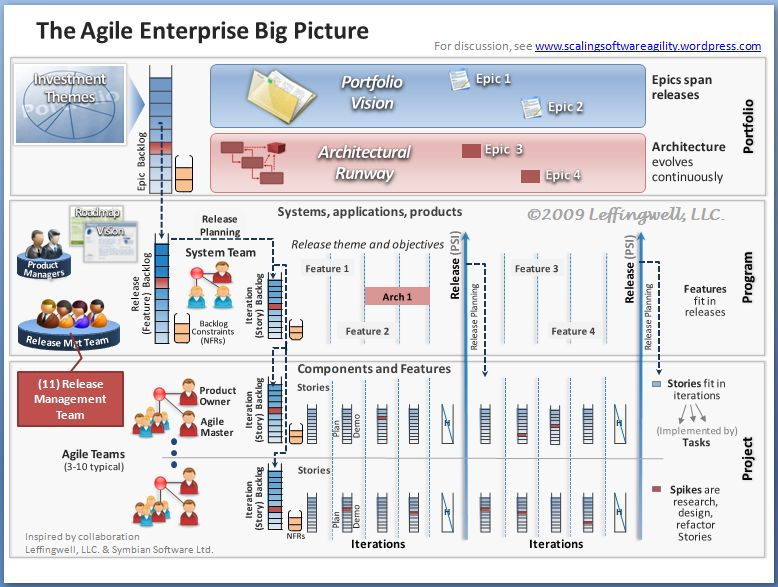 The Agile Enterprise Big Picture
For discussion, see www.scalingsoftwareagility.wordpress.com
Investment
Themes
Portfolio
Epic Backlog
Portfolio
Vision
Epic 1
Epic 2
Epics span
releases
Architectural
Runway
Epic 3
Epic 4
Architecture
evolves
continuously
Portfolio
Roadmap
Vision
Product
Managers
Release Mgt Team
Release
(Feature) Backlog
Release
Planning
System Team
Backlog
Constraints
(NFRs)
Iteration
(Story) Backlog
Systems, applications, products
©2009 Leffingwell, LLC.
Release theme and objectives
Feature 1
Arch 1
Feature 2
Release (PSI)
Release Planning
Feature 3
Feature 4
Release (PSI)
Release Planning
Features
fit in
releases
Program
(11) Release
Management
Team
Components and Features
Product
Owner
Agile
Master
Agile Teams
(3-10 typical)
Iteration
(Story) Backlog
Stories
Plan
Demo
H
H
Iteration
(Story) Backlog
NFRs
Stories
Plan
Demo
H
H
Iterations
Iterations
Stories fit in
iterations
(Implemented by)
Tasks
Spikes are
research,
design,
refactor
Stories
Project
Inspired by collaboration
Leffingwell, LLC. & Symbian Software Ltd.